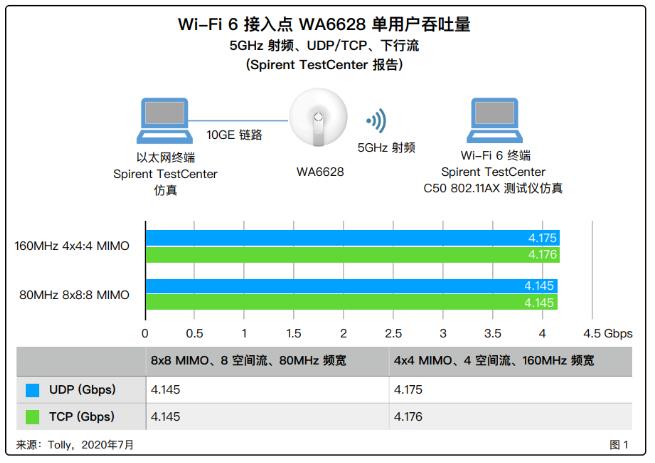 Wi-Fi 6 接入点 WA6628 单用户吞吐量
5GHz 射频、UDP/TCP、下行流
(Spirent TestCenter 报告)
10GE 链路
5GHz 射频
以太网终端
Spirent TestCenter
仿真
WA6628
Wi-Fi 6 终端
Spirent TestCenter
C50 802.11AX 测试仪仿真
160MHz 4x4:4 MIMO
4.175
4.176
80MHz 8x8:8 MIMO
4.145
4.145
0 0.5 1 1.5 2 2.5 3 3.5 4 4.5 Gbps
8x8 MIMO、8 空间流、80MHz 频宽 4x4 MIMO、4 空间流、160MHz 频宽
UDP (Gbps) 4.145 4.175
TCP (Gbps) 4.145 4.176
来源：Tolly，2020年7月 图 1